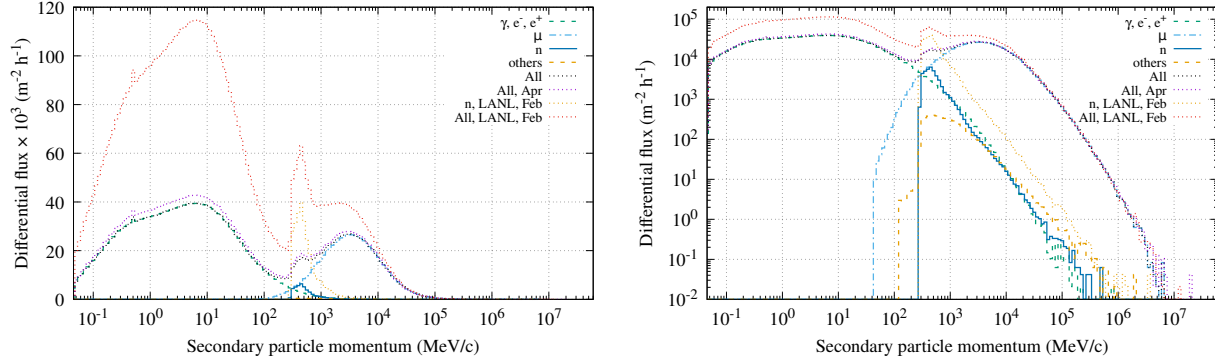 Differential flux × 10³ (m⁻² h⁻¹)
120
100
80
60
40
20
0
10⁻¹ 10⁰ 10¹ 10² 10³ 10⁴ 10⁵ 10⁶ 10⁷
Secondary particle momentum (MeV/c)
γ, e⁻, e⁺
μ
n
others
All
All, Apr
n, LANL, Feb
All, LANL, Feb
Differential flux (m⁻² h⁻¹)
10⁵
10⁴
10³
10²
10¹
10⁰
10⁻¹
10⁻²
10⁻¹ 10⁰ 10¹ 10² 10³ 10⁴ 10⁵ 10⁶ 10⁷
Secondary particle momentum (MeV/c)
γ, e⁻, e⁺
μ
n
others
All
All, Apr
n, LANL, Feb
All, LANL, Feb